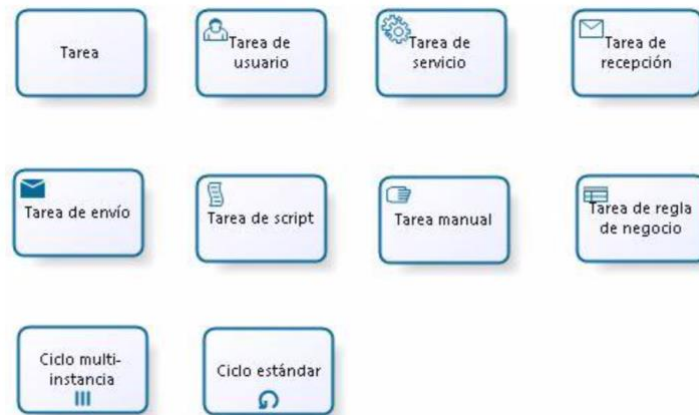 Tarea
Tarea de
usuario
Tarea de
servicio
Tarea de
recepción
Tarea de envío
Tarea de script
Tarea manual
Tarea de regla
de negocio
Ciclo multi-
instancia
Ciclo estándar